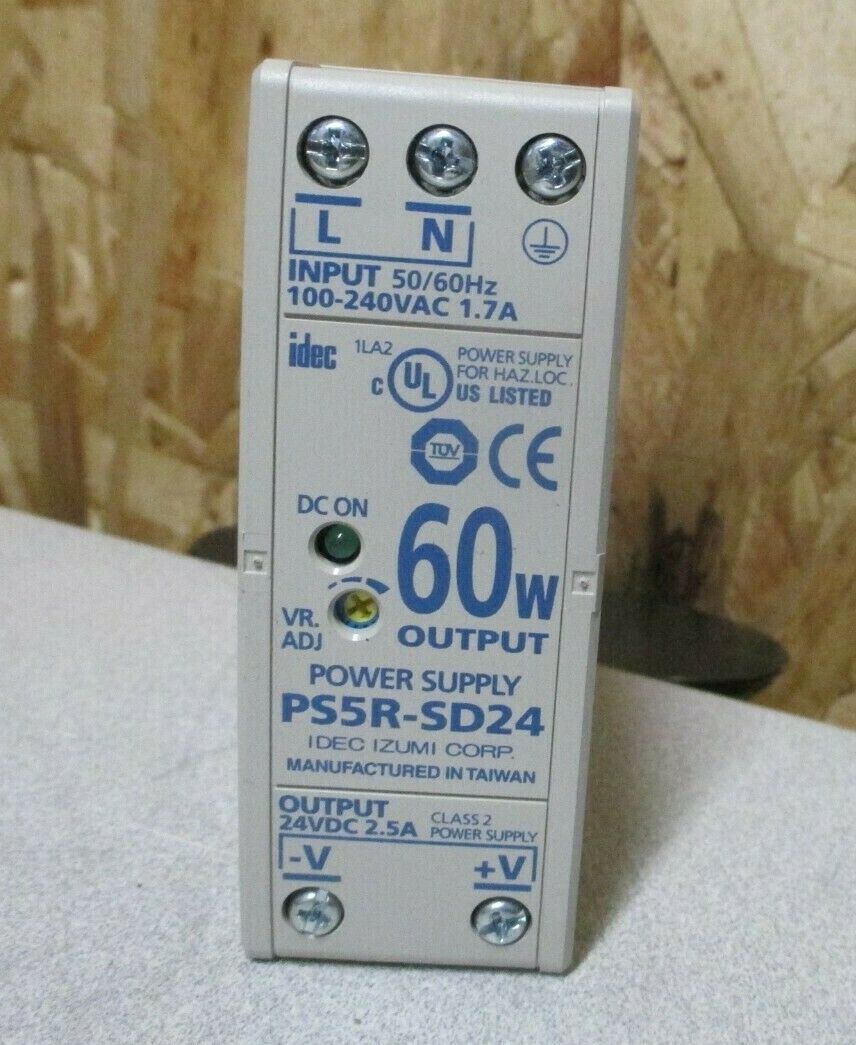 L N
INPUT 50/60Hz
100-240VAC 1.7A
idec 1LA2
C UL US LISTED
POWER SUPPLY
FOR HAZ.LOC.
TÜV CE
DC ON
60W
OUTPUT
VR.
ADJ
POWER SUPPLY
PS5R-SD24
IDEC IZUMI CORP.
MANUFACTURED IN TAIWAN
OUTPUT
24VDC 2.5A
CLASS 2
POWER SUPPLY
-V +V